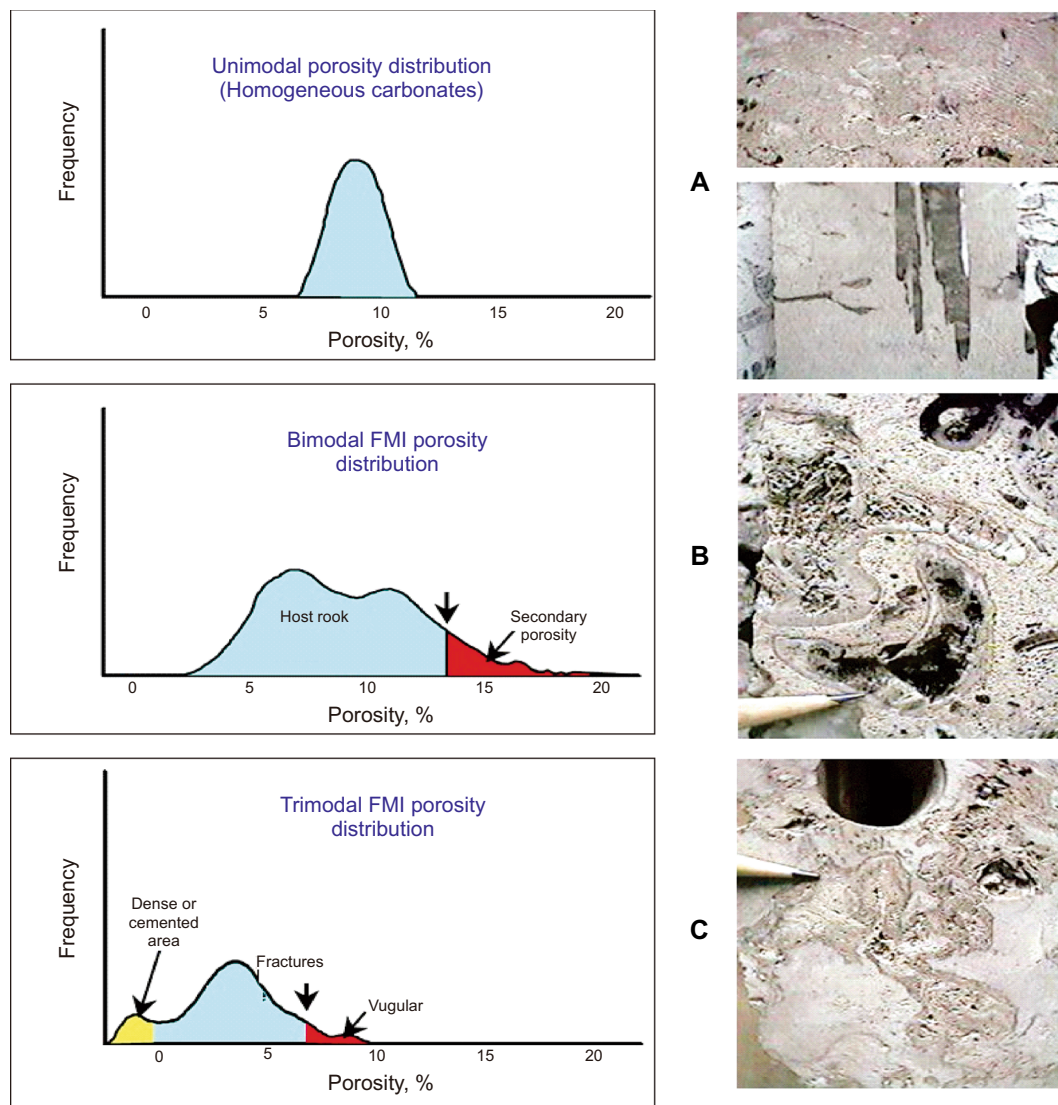 Unimodal porosity distribution
(Homogeneous carbonates)
Frequency
0 5 10 15 20
Porosity, %
A
Bimodal FMI porosity
distribution
Frequency
Host rook
Secondary
porosity
0 5 10 15 20
Porosity, %
B
Trimodal FMI porosity
distribution
Frequency
Dense or
cemented
area
Fractures
Vugular
0 5 10 15 20
Porosity, %
C